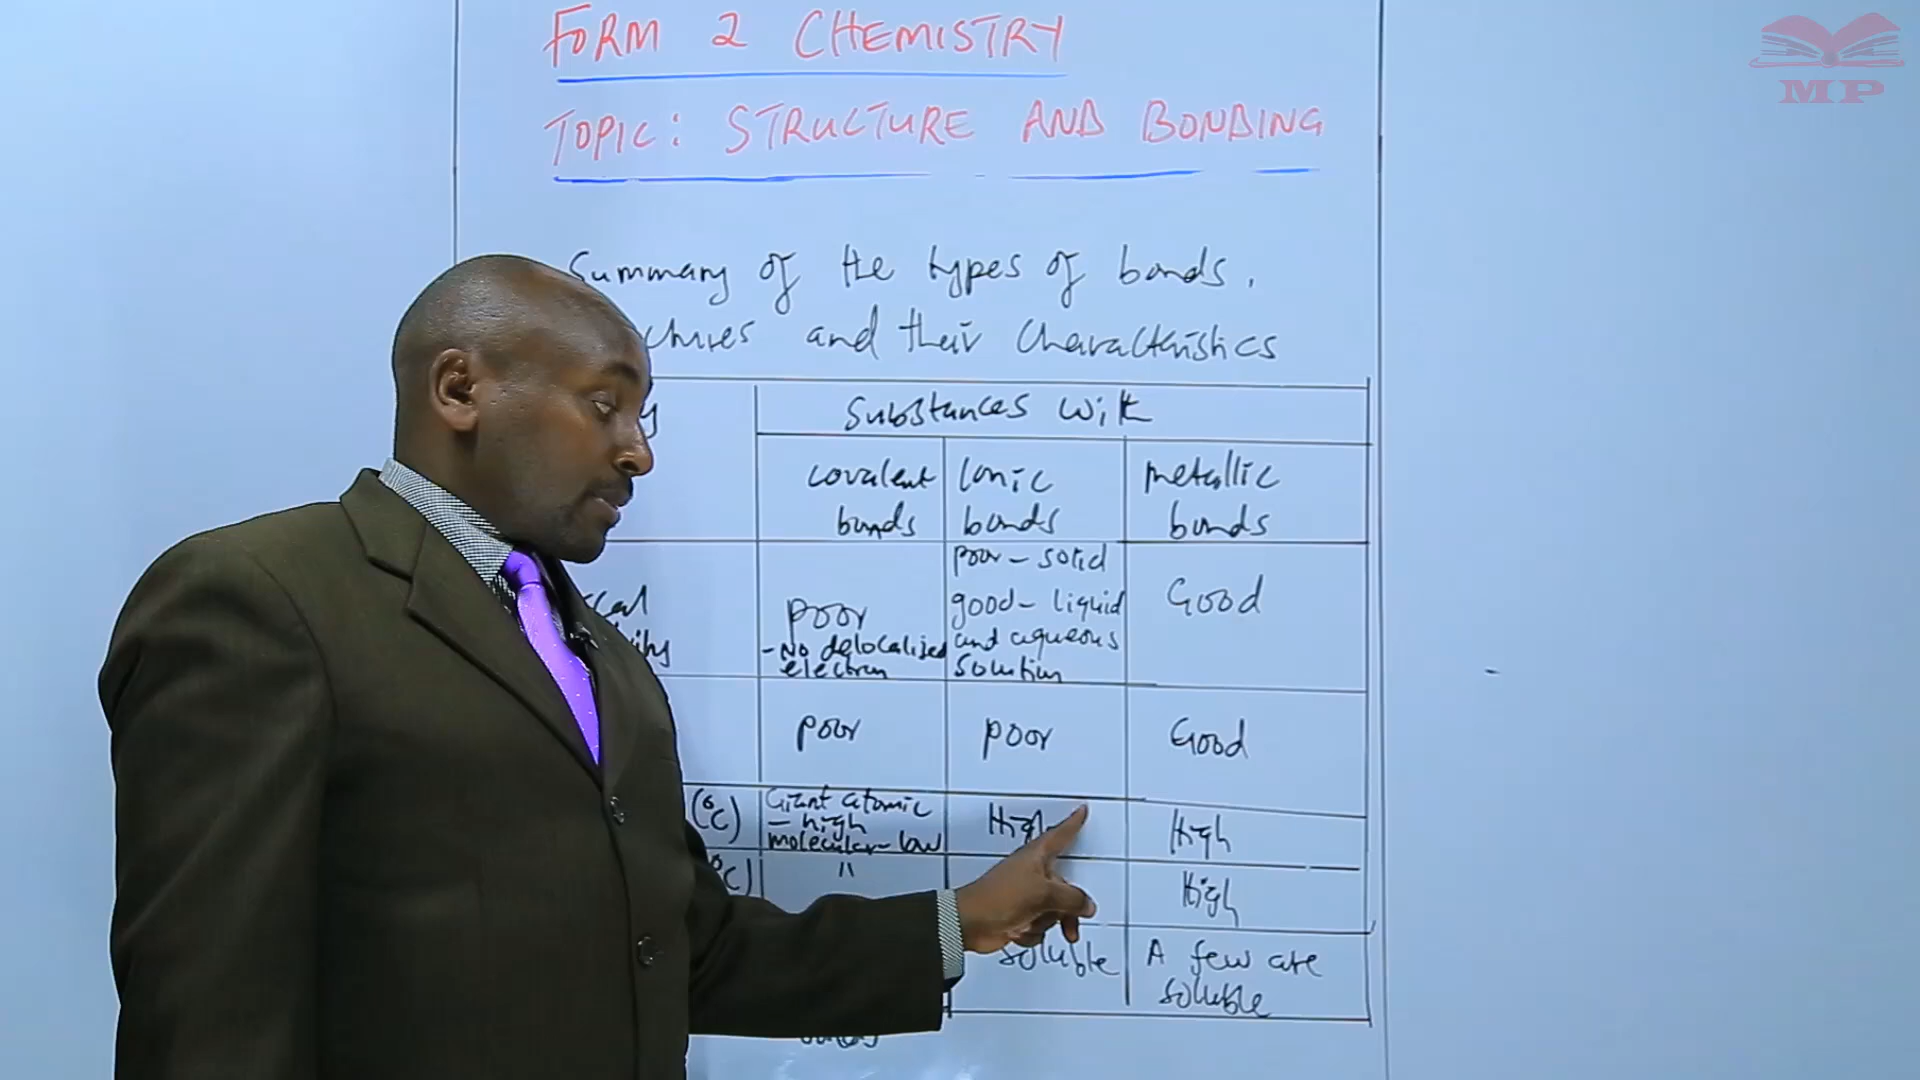 FORM 2 CHEMISTRY
TOPIC: STRUCTURE AND BONDING
MP
Summary of the types of bonds,
and their characteristics
Substances with
covalent bonds
Ionic bonds
metallic bonds
poor
- No delocalised
electron
poor - solid
good - liquid
and aqueous
solution
Good
poor
poor
Good
(°C)
Giant atomic
- high
molecular - low
High
High
"
High
soluble
A few are
soluble